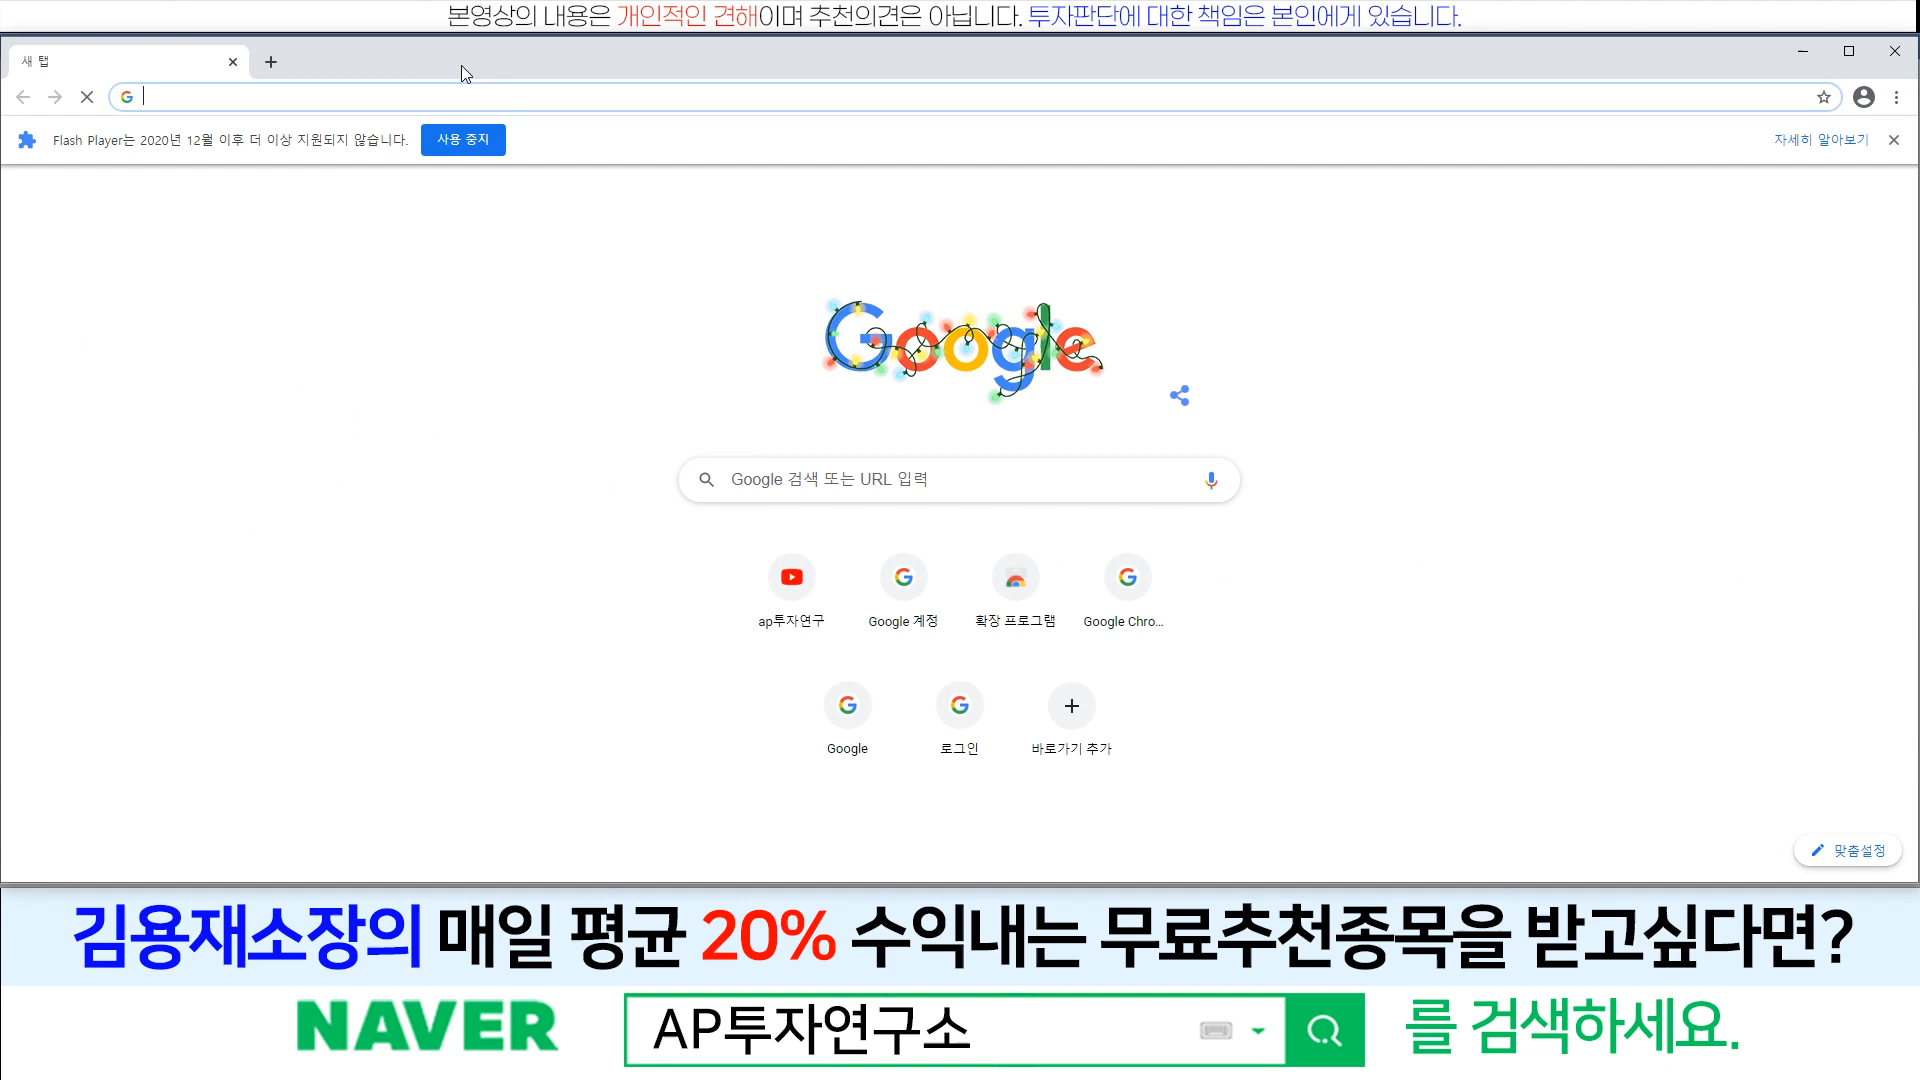 본영상의 내용은 개인적인 견해이며 추천의견은 아닙니다. 투자판단에 대한 책임은 본인에게 있습니다.
새 탭
Flash Player는 2020년 12월 이후 더 이상 지원되지 않습니다. 사용 중지 자세히 알아보기
Google
Google 검색 또는 URL 입력
ap투자연구 Google 계정 확장 프로그램 Google Chro...
Google 로그인 바로가기 추가
맞춤설정
김용재소장의 매일 평균 20% 수익내는 무료추천종목을 받고싶다면?
NAVER AP투자연구소 를 검색하세요.